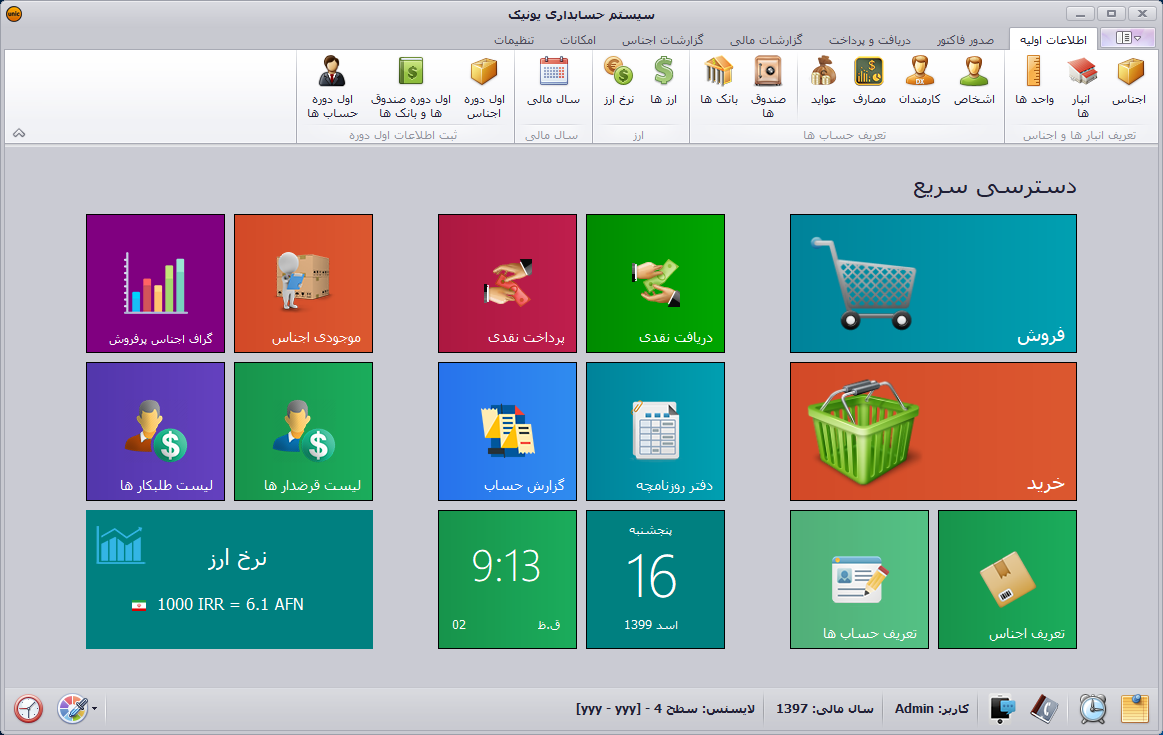 unic
سیستم حسابداری یونیک
اطلاعات اولیه
صدور فاکتور
دریافت و پرداخت
گزارشات مالی
گزارشات اجناس
امکانات
تنظیمات
اجناس
انبار ها
واحد ها
تعریف انبار ها و اجناس
اشخاص
کارمندان
مصارف
عواید
صندوق ها
بانک ها
تعریف حساب ها
ارز ها
نرخ ارز
ارز
سال مالی
سال مالی
اول دوره اجناس
اول دوره صندوق ها و بانک ها
اول دوره حساب ها
ثبت اطلاعات اول دوره
دسترسی سریع
فروش
خرید
تعریف اجناس
تعریف حساب ها
دریافت نقدی
پرداخت نقدی
دفتر روزنامچه
گزارش حساب
پنجشنبه
16
اسد 1399
9:13
ق.ظ
02
موجودی اجناس
گراف اجناس پرفروش
لیست قرضدار ها
لیست طلبکار ها
نرخ ارز
1000 IRR = 6.1 AFN
کاربر: Admin
سال مالی: 1397
لایسنس: سطح 4 - [yyy - yyy]